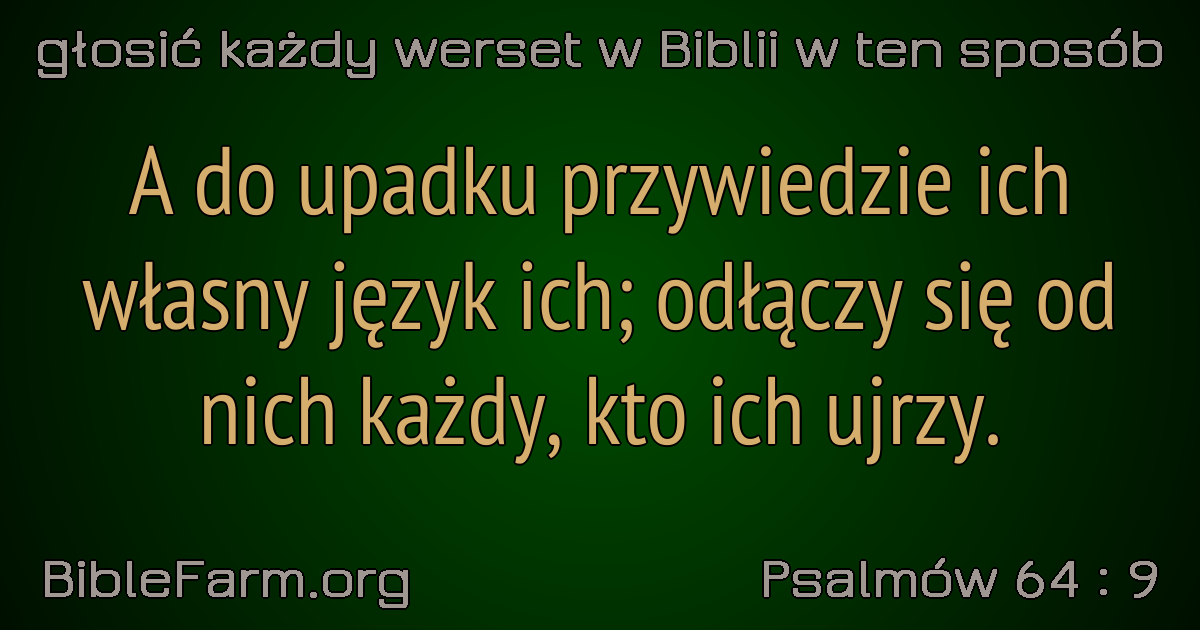 głosić każdy werset w Biblii w ten sposób
A do upadku przywiedzie ich
własny język ich; odłączy się od
nich każdy, kto ich ujrzy.
BibleFarm.org
Psalmów 64 : 9